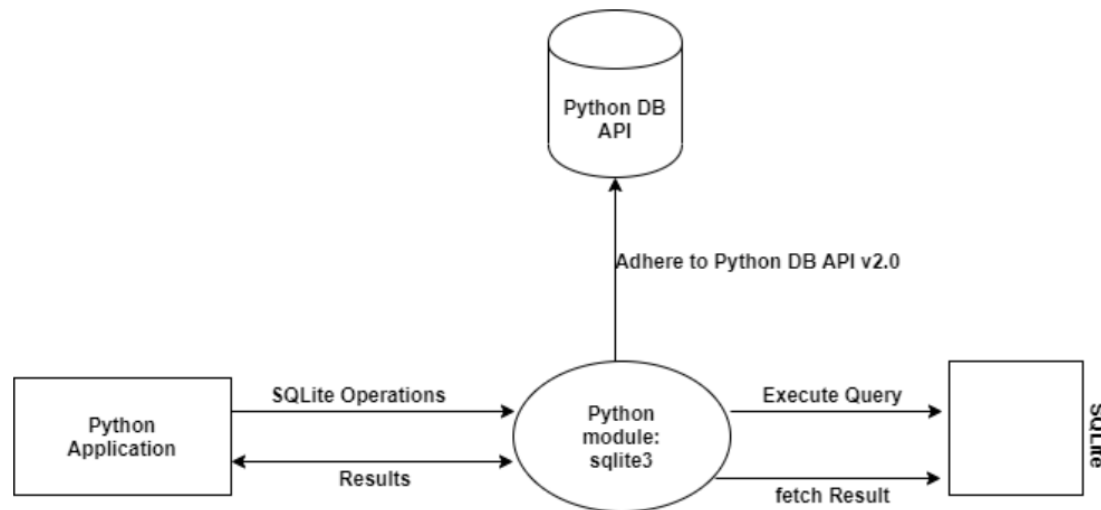 Python DB
API
Adhere to Python DB API v2.0
SQLite Operations
Python
Application
Results
Python
module:
sqlite3
Execute Query
fetch Result
SQLite